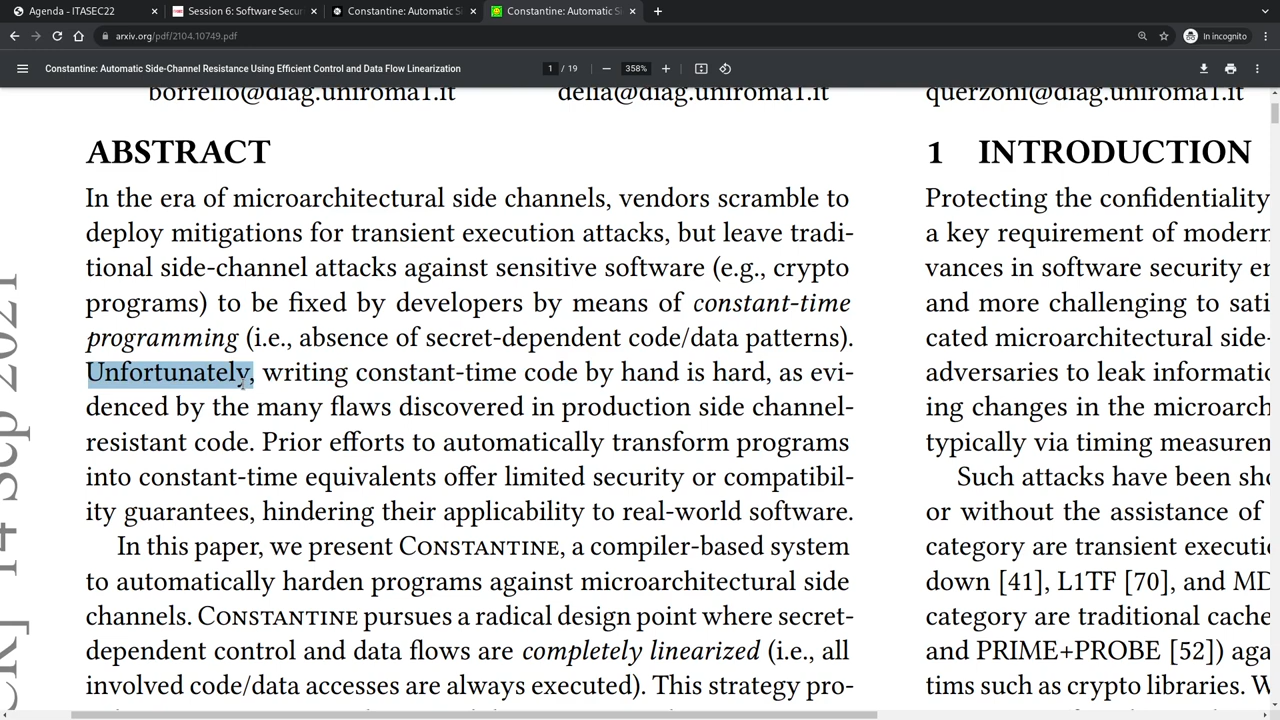 Agenda - ITASEC22
Session 6: Software Secur
Constantine: Automatic Si
Constantine: Automatic Si
arxiv.org/pdf/2104.10749.pdf
In incognito
Constantine: Automatic Side-Channel Resistance Using Efficient Control and Data Flow Linearization
1 / 19
358%
borrello@diag.uniroma1.it
delia@diag.uniroma1.it
querzoni@diag.uniroma1.it
ABSTRACT
In the era of microarchitectural side channels, vendors scramble to
deploy mitigations for transient execution attacks, but leave tradi-
tional side-channel attacks against sensitive software (e.g., crypto
programs) to be fixed by developers by means of constant-time
programming (i.e., absence of secret-dependent code/data patterns).
Unfortunately, writing constant-time code by hand is hard, as evi-
denced by the many flaws discovered in production side channel-
resistant code. Prior efforts to automatically transform programs
into constant-time equivalents offer limited security or compatibil-
ity guarantees, hindering their applicability to real-world software.
In this paper, we present CONSTANTINE, a compiler-based system
to automatically harden programs against microarchitectural side
channels. CONSTANTINE pursues a radical design point where secret-
dependent control and data flows are completely linearized (i.e., all
involved code/data accesses are always executed). This strategy pro-
1 INTRODUCTION
Protecting the confidentiality
a key requirement of modern
vances in software security en
and more challenging to sati
cated microarchitectural side-
adversaries to leak informatio
ing changes in the microarch
typically via timing measurem
Such attacks have been sho
or without the assistance of
category are transient executi
down [41], L1TF [70], and MD
category are traditional cache
and PRIME+PROBE [52]) aga
tims such as crypto libraries. W
CR] 14 Sep 2021